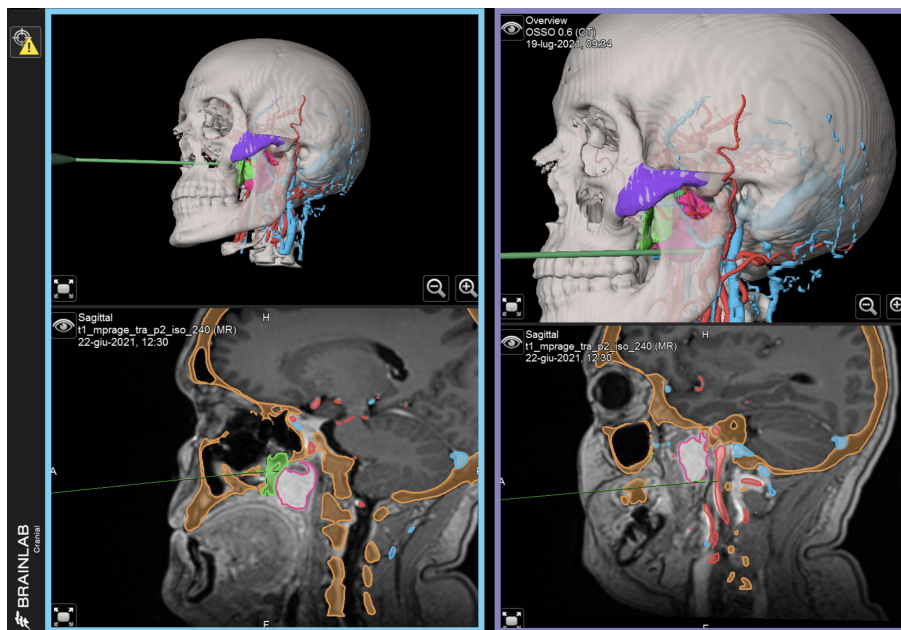 Overview
OSSO 0.6 (CT)
19-lug-2021, 09:34
Sagittal
t1_mprage_tra_p2_iso_240 (MR)
22-giu-2021, 12:30
H
A
F
Sagittal
t1_mprage_tra_p2_iso_240 (MR)
22-giu-2021, 12:30
H
A
BRAINLAB
Cranial